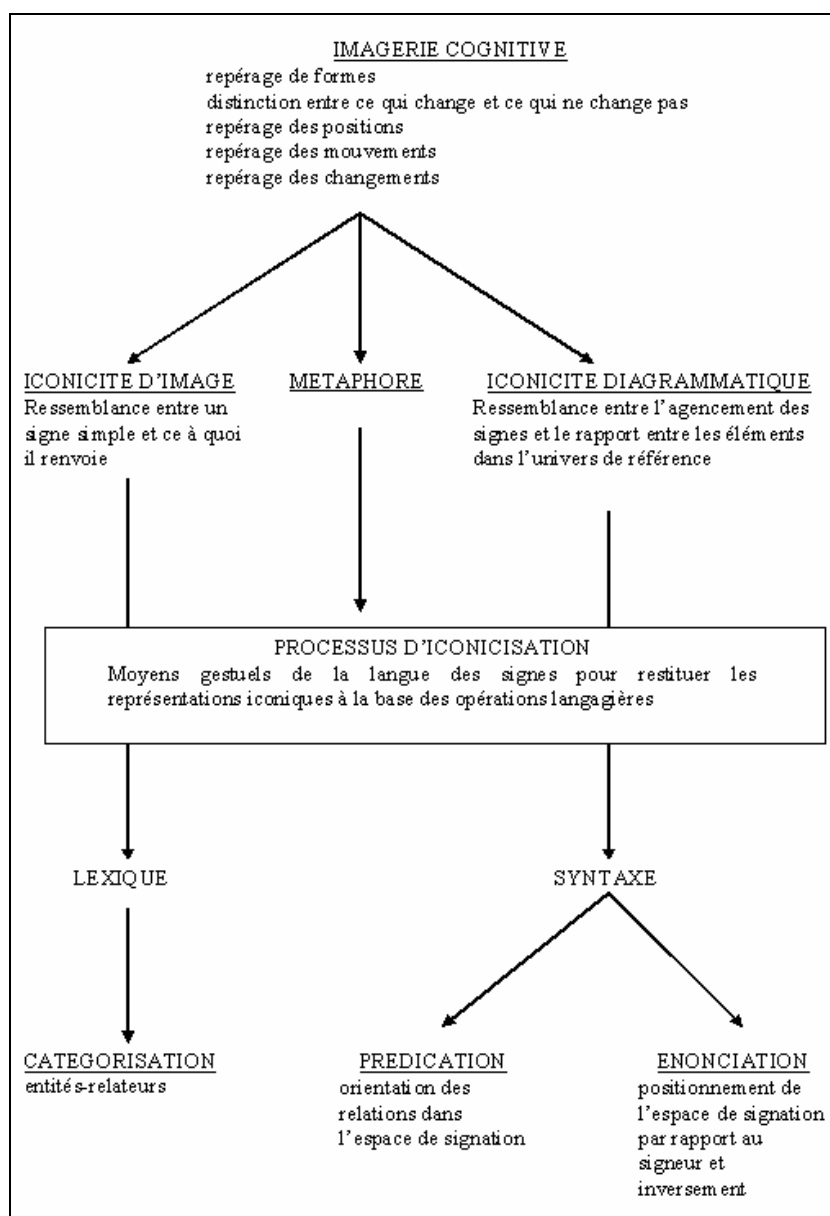 IMAGERIE COGNITIVE
repérage de formes
distinction entre ce qui change et ce qui ne change pas
repérage des positions
repérage des mouvements
repérage des changements
ICONICITE D'IMAGE
Ressemblance entre un
signe simple et ce à quoi
il renvoie
METAPHORE
ICONICITE DIAGRAMMATIQUE
Ressemblance entre l'agencement des
signes et le rapport entre les éléments
dans l'univers de référence
PROCESSUS D'ICONICISATION
Moyens gestuels de la langue des signes pour restituer les
représentations iconiques à la base des opérations langagières
LEXIQUE
SYNTAXE
CATEGORISATION
entités-relateurs
PREDICATION
orientation des
relations dans
l'espace de signation
ENONCIATION
positionnement de
l'espace de signation
par rapport au
signeur et
inversement